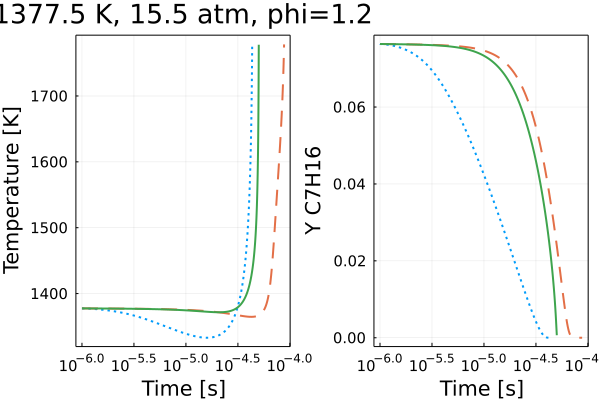 1377.5 K, 15.5 atm, phi=1.2
Temperature [K]
1700
1600
1500
1400
10^−6.0 10^−5.5 10^−5.0 10^−4.5 10^−4.0
Time [s]
Y C7H16
0.06
0.04
0.02
0.00
10^−6.0 10^−5.5 10^−5.0 10^−4.5 10^−4
Time [s]